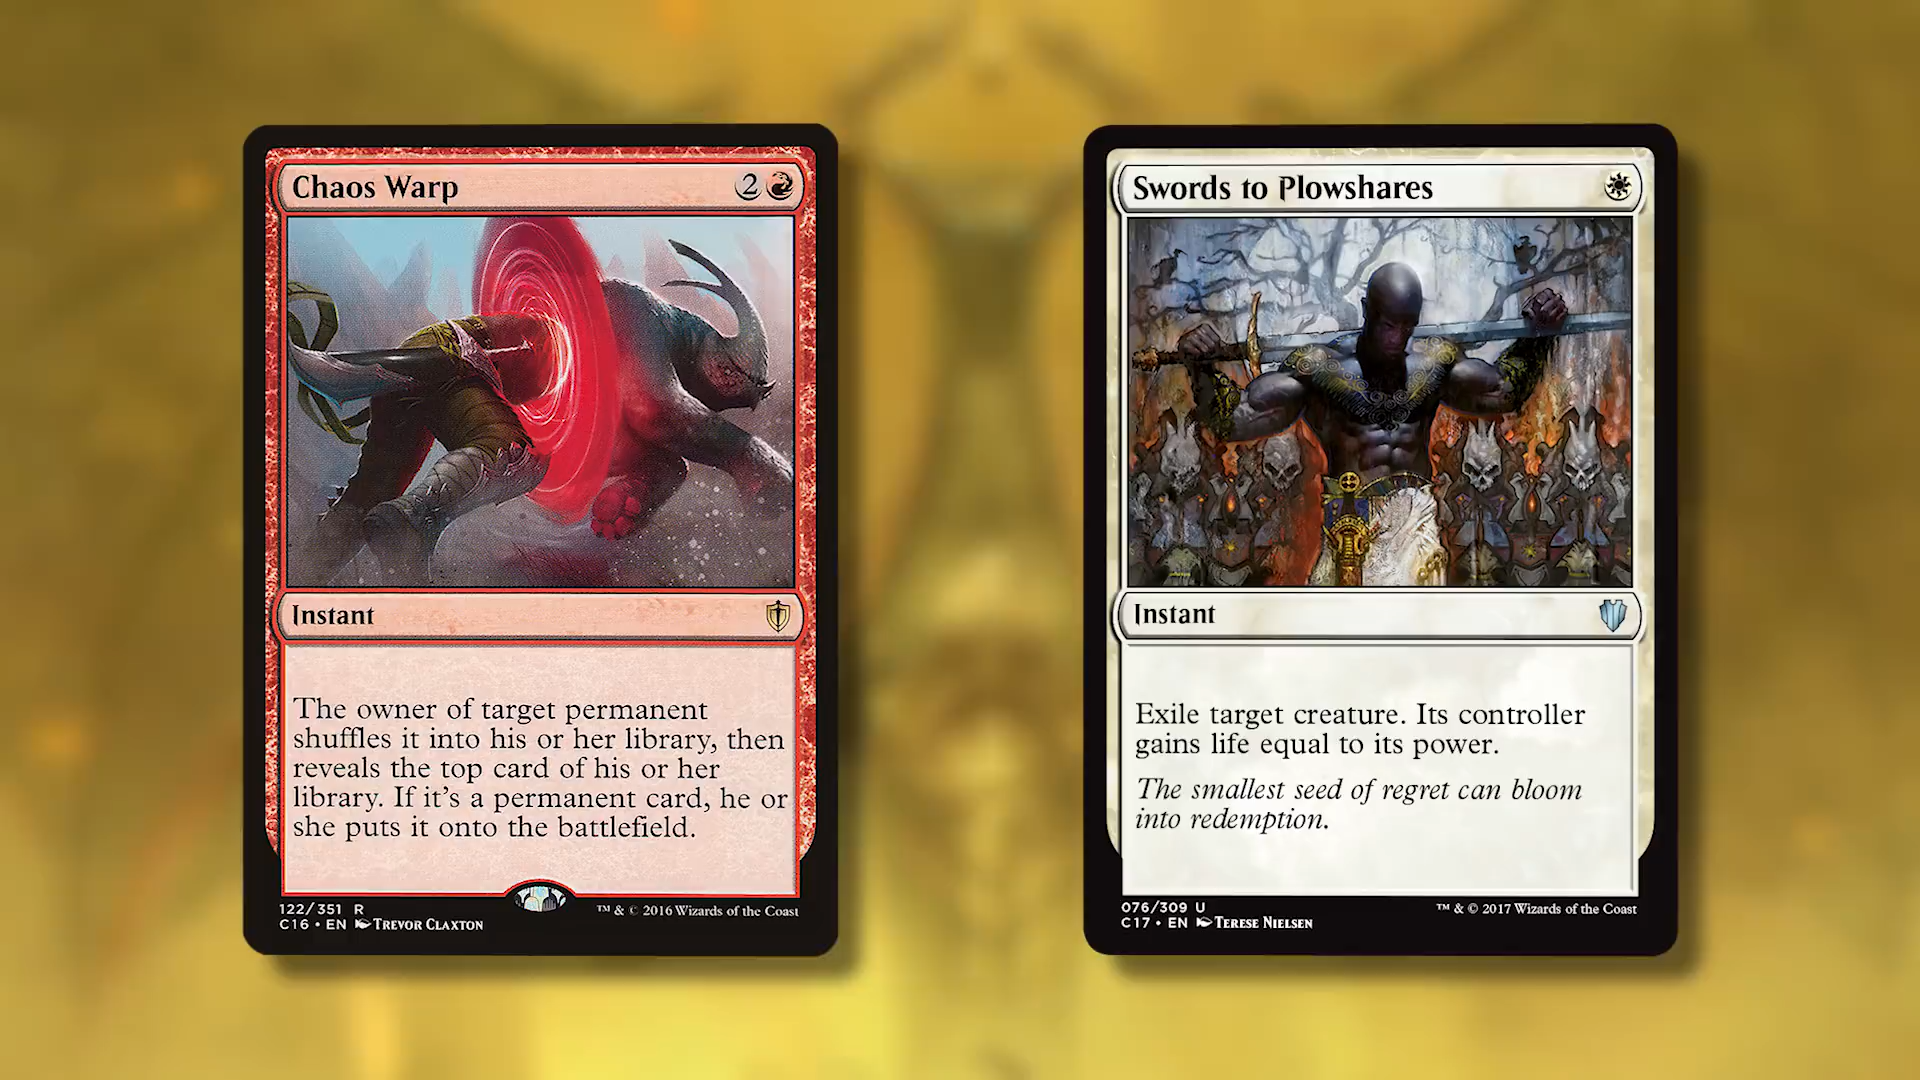 Chaos Warp
2
Instant
The owner of target permanent
shuffles it into his or her library, then
reveals the top card of his or her
library. If it's a permanent card, he or
she puts it onto the battlefield.
122/351 R
C16 • EN Trevor Claxton
™ & © 2016 Wizards of the Coast
Swords to Plowshares
Instant
Exile target creature. Its controller
gains life equal to its power.
The smallest seed of regret can bloom
into redemption.
076/309 U
C17 • EN Terese Nielsen
™ & © 2017 Wizards of the Coast